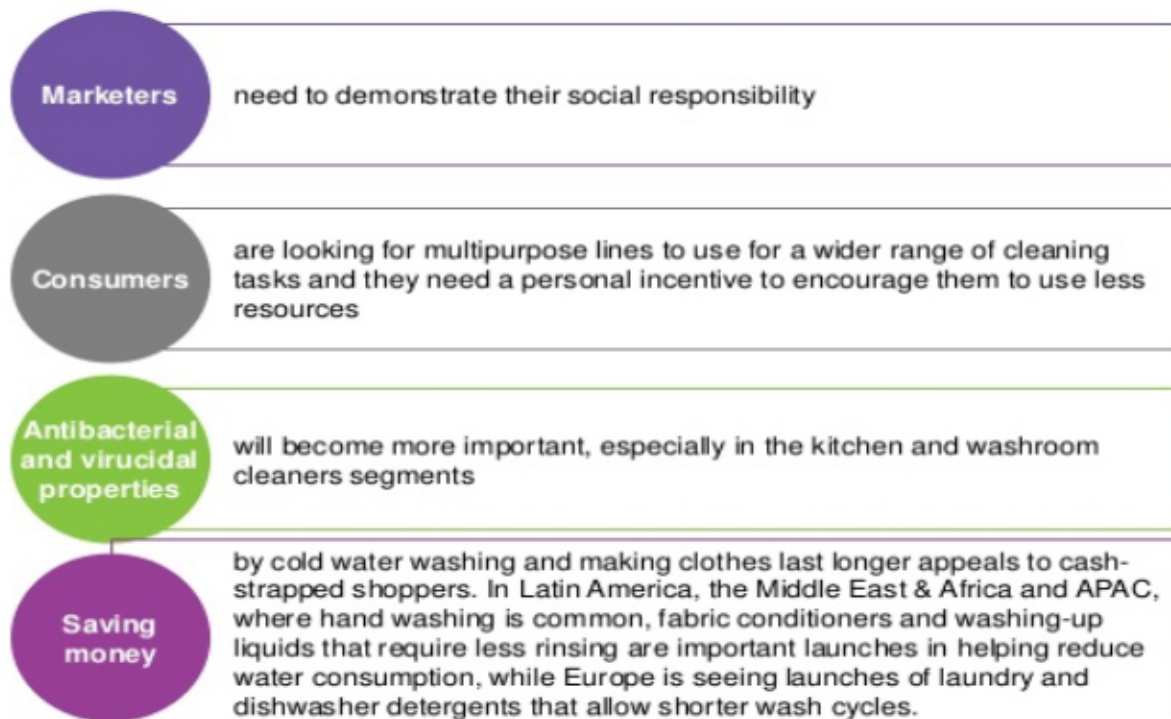 Marketers
need to demonstrate their social responsibility
Consumers
are looking for multipurpose lines to use for a wider range of cleaning
tasks and they need a personal incentive to encourage them to use less
resources
Antibacterial
and virucidal
properties
will become more important, especially in the kitchen and washroom
cleaners segments
Saving
money
by cold water washing and making clothes last longer appeals to cash-
strapped shoppers. In Latin America, the Middle East & Africa and APAC,
where hand washing is common, fabric conditioners and washing-up
liquids that require less rinsing are important launches in helping reduce
water consumption, while Europe is seeing launches of laundry and
dishwasher detergents that allow shorter wash cycles.